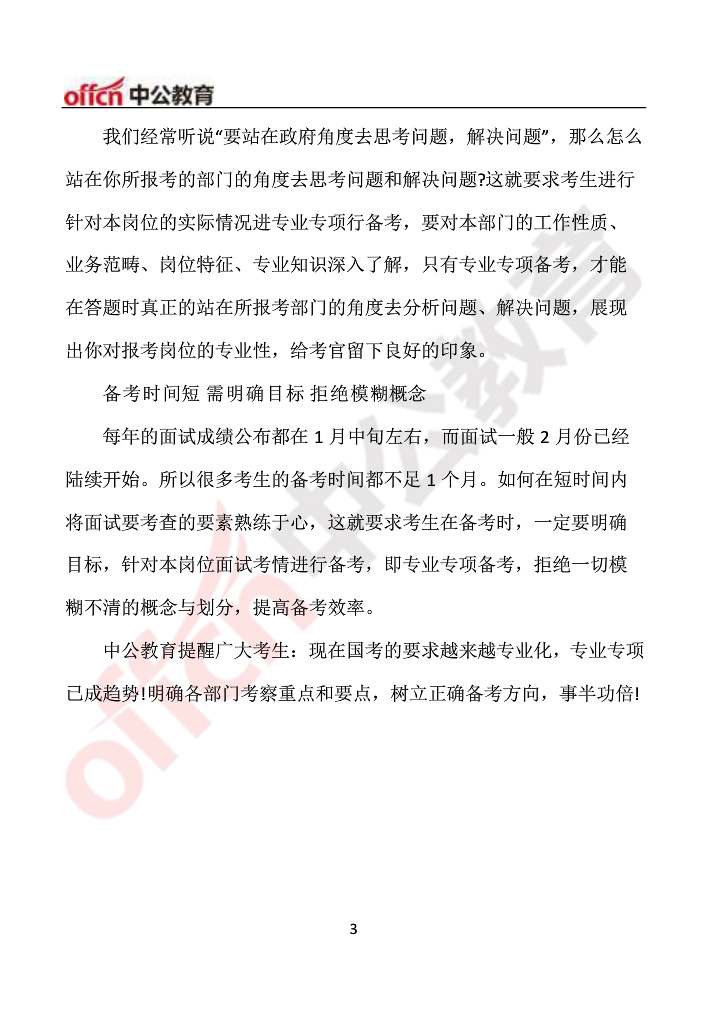 offcn 中公教育
我们经常听说“要站在政府角度去思考问题，解决问题”，那么怎么
站在你所报考的部门的角度去思考问题和解决问题?这就要求考生进行
针对本岗位的实际情况进专业专项行备考，要对本部门的工作性质、
业务范畴、岗位特征、专业知识深入了解，只有专业专项备考，才能
在答题时真正的站在所报考部门的角度去分析问题、解决问题，展现
出你对报考岗位的专业性，给考官留下良好的印象。
备考时间短 需明确目标 拒绝模糊概念
每年的面试成绩公布都在 1 月中旬左右，而面试一般 2 月份已经
陆续开始。所以很多考生的备考时间都不足 1 个月。如何在短时间内
将面试要考查的要素熟练于心，这就要求考生在备考时，一定要明确
目标，针对本岗位面试考情进行备考，即专业专项备考，拒绝一切模
糊不清的概念与划分，提高备考效率。
中公教育提醒广大考生：现在国考的要求越来越专业化，专业专项
已成趋势!明确各部门考察重点和要点，树立正确备考方向，事半功倍!
offcn 中公教育
3